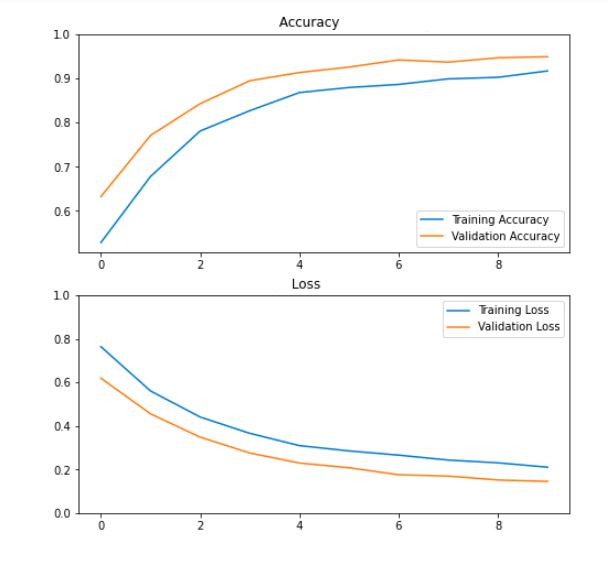 Accuracy
1.0
0.9
0.8
0.7
0.6
Training Accuracy
Validation Accuracy
0 2 4 6 8
Loss
1.0
0.8
0.6
0.4
0.2
0.0
Training Loss
Validation Loss
0 2 4 6 8